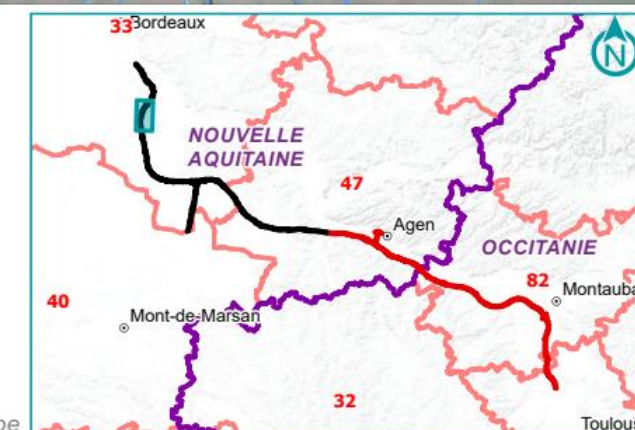 33
Bordeaux
N
NOUVELLE
AQUITAINE
47
Agen
OCCITANIE
82
Montauba
40
Mont-de-Marsan
32
Toulous